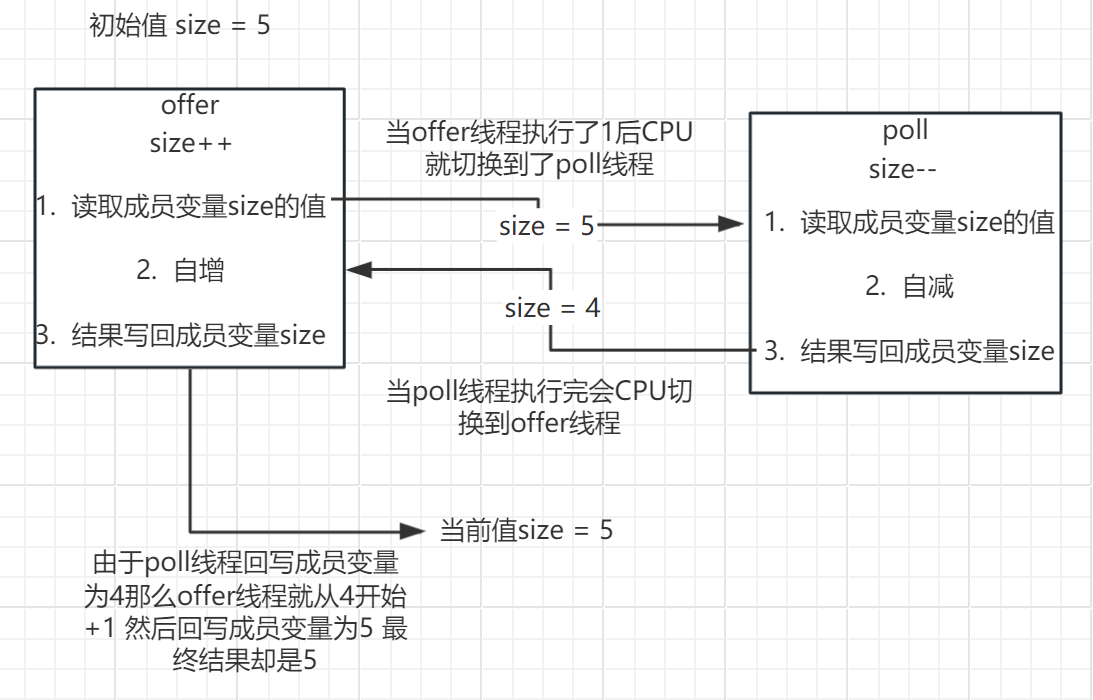 初始值 size = 5
offer
size++
1. 读取成员变量size的值
2. 自增
3. 结果写回成员变量size
当offer线程执行了1后CPU
就切换到了poll线程
size = 5
size = 4
当poll线程执行完会CPU切
换到offer线程
poll
size--
1. 读取成员变量size的值
2. 自减
3. 结果写回成员变量size
当前值size = 5
由于poll线程回写成员变量
为4那么offer线程就从4开始
+1 然后回写成员变量为5 最
终结果却是5